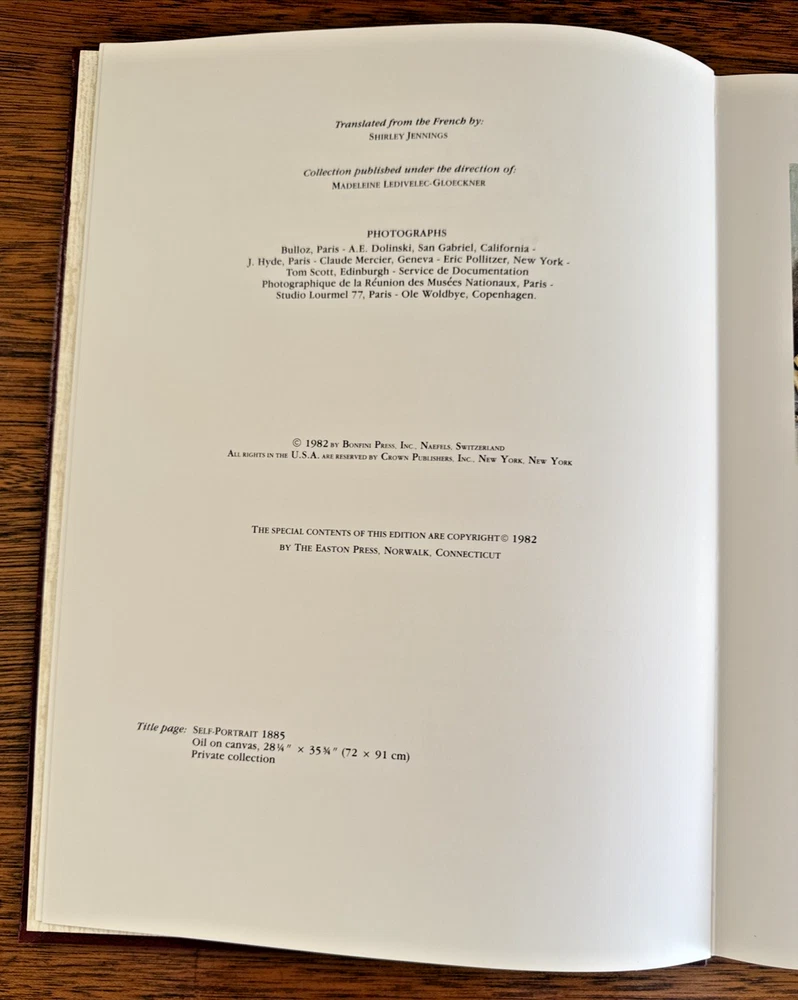 Translated from the French by:
SHIRLEY JENNINGS
Collection published under the direction of:
MADELEINE LEDIVELEC-GLOECKNER
PHOTOGRAPHS
Bulloz, Paris - A.E. Dolinski, San Gabriel, California -
J. Hyde, Paris - Claude Mercier, Geneva - Eric Pollitzer, New York -
Tom Scott, Edinburgh - Service de Documentation
Photographique de la Réunion des Musées Nationaux, Paris -
Studio Lourmel 77, Paris - Ole Woldbye, Copenhagen.
© 1982 BY BONFINI PRESS, INC., NAEFELS, SWITZERLAND
ALL RIGHTS IN THE U.S.A. ARE RESERVED BY CROWN PUBLISHERS, INC., NEW YORK, NEW YORK
THE SPECIAL CONTENTS OF THIS EDITION ARE COPYRIGHT © 1982
BY THE EASTON PRESS, NORWALK, CONNECTICUT
Title page: SELF-PORTRAIT 1885
Oil on canvas, 28¼" × 35¾" (72 × 91 cm)
Private collection